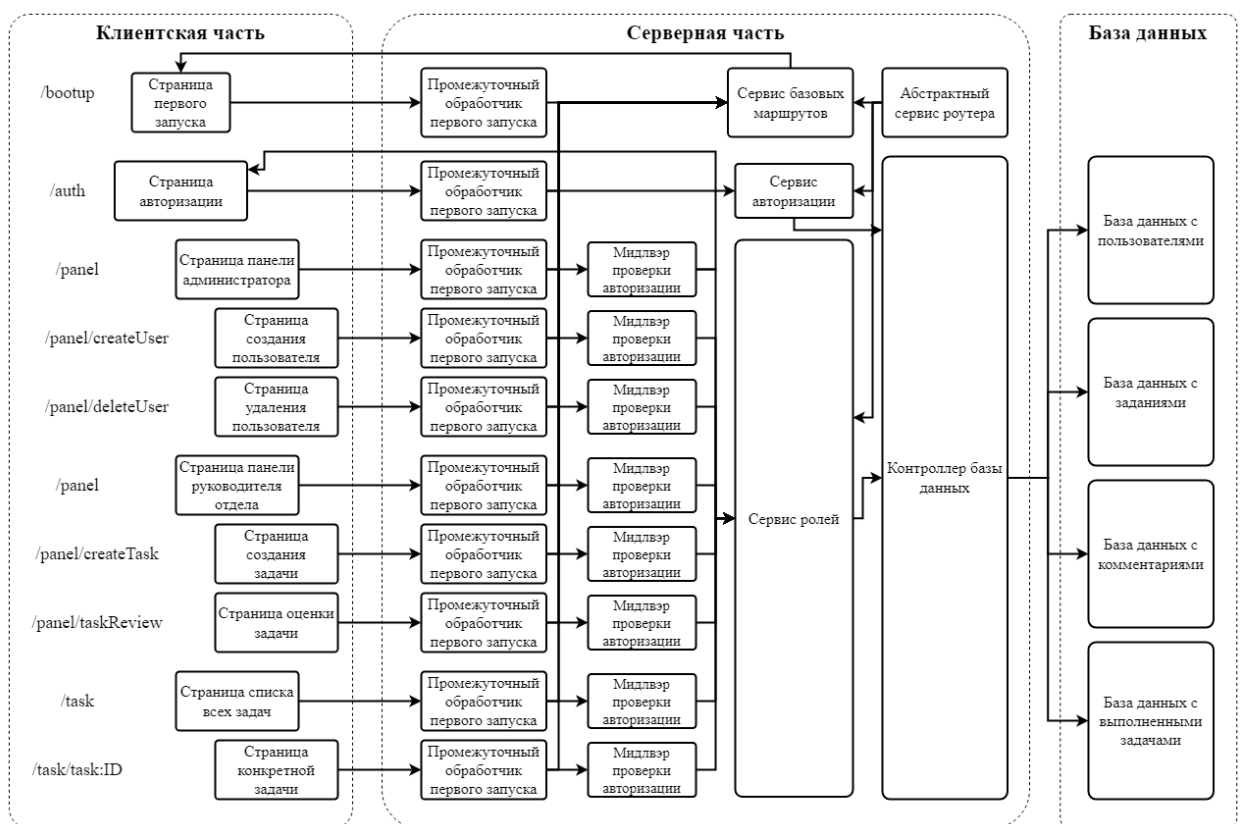 Клиентская часть
Серверная часть
База данных
/bootup
Страница
первого
запуска
Промежуточный
обработчик
первого запуска
Сервис базовых
маршрутов
Абстрактный
сервис роутера
/auth
Страница
авторизации
Промежуточный
обработчик
первого запуска
Сервис
авторизации
База данных с
пользователями
/panel
Страница панели
администратора
Промежуточный
обработчик
первого запуска
Мидлвэр
проверки
авторизации
/panel/createUser
Страница
создания
пользователя
Промежуточный
обработчик
первого запуска
Мидлвэр
проверки
авторизации
/panel/deleteUser
Страница
удаления
пользователя
Промежуточный
обработчик
первого запуска
Мидлвэр
проверки
авторизации
База данных с
заданиями
/panel
Страница панели
руководителя
отдела
Промежуточный
обработчик
первого запуска
Мидлвэр
проверки
авторизации
Сервис ролей
Контроллер базы
данных
/panel/createTask
Страница
создания
задачи
Промежуточный
обработчик
первого запуска
Мидлвэр
проверки
авторизации
База данных с
комментариями
/panel/taskReview
Страница оценки
задачи
Промежуточный
обработчик
первого запуска
Мидлвэр
проверки
авторизации
/task
Страница списка
всех задач
Промежуточный
обработчик
первого запуска
Мидлвэр
проверки
авторизации
База данных с
выполненными
задачами
/task/task:ID
Страница
конкретной
задачи
Промежуточный
обработчик
первого запуска
Мидлвэр
проверки
авторизации